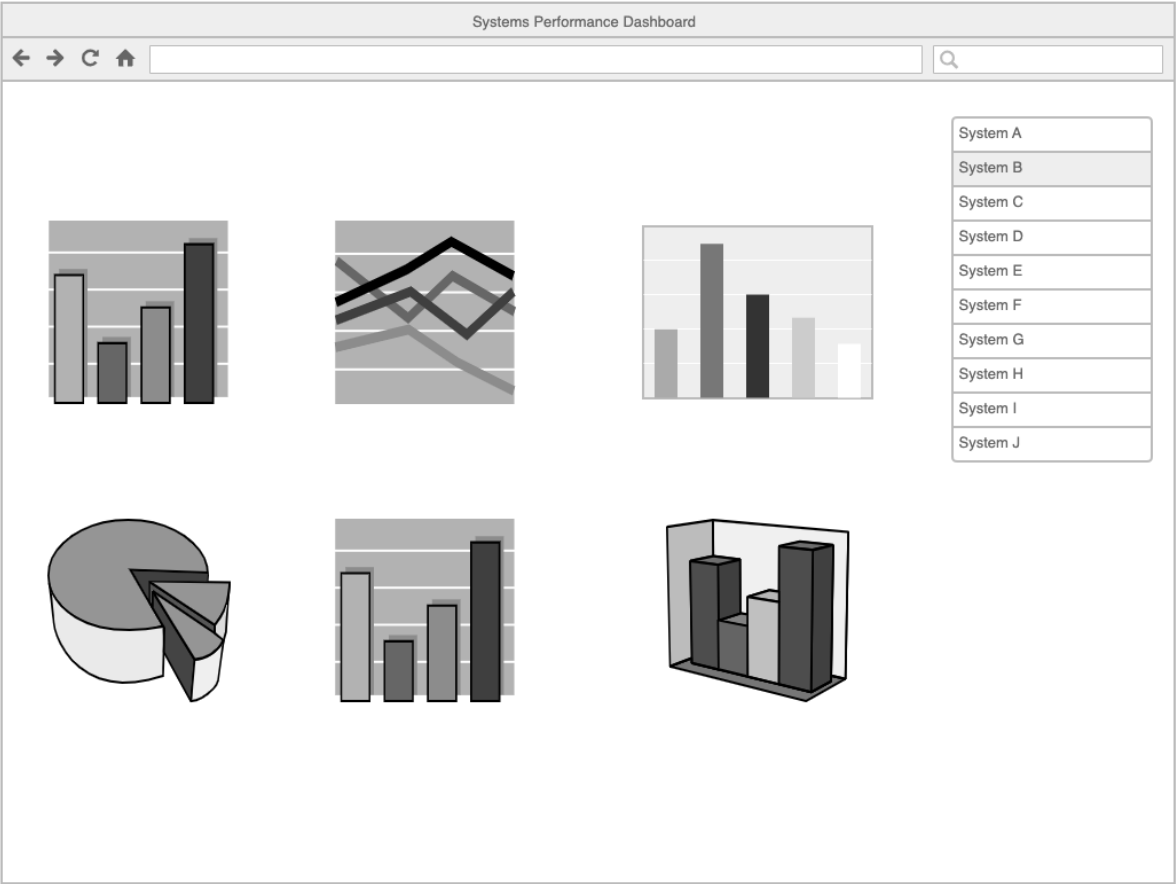 Systems Performance Dashboard
System A
System B
System C
System D
System E
System F
System G
System H
System I
System J